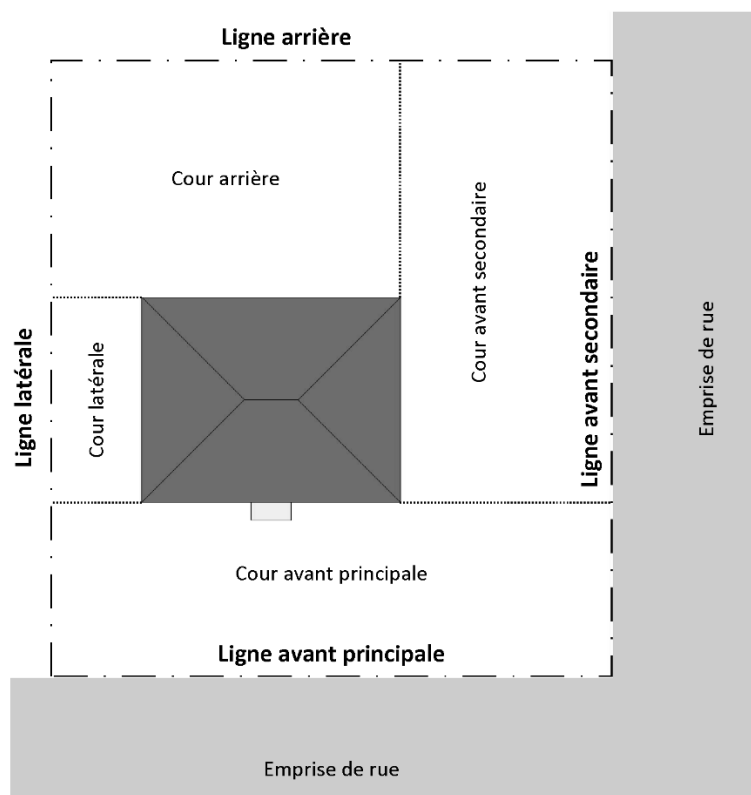 Ligne arrière
Cour arrière
Cour avant secondaire
Ligne avant secondaire
Emprise de rue
Ligne latérale
Cour latérale
Cour avant principale
Ligne avant principale
Emprise de rue